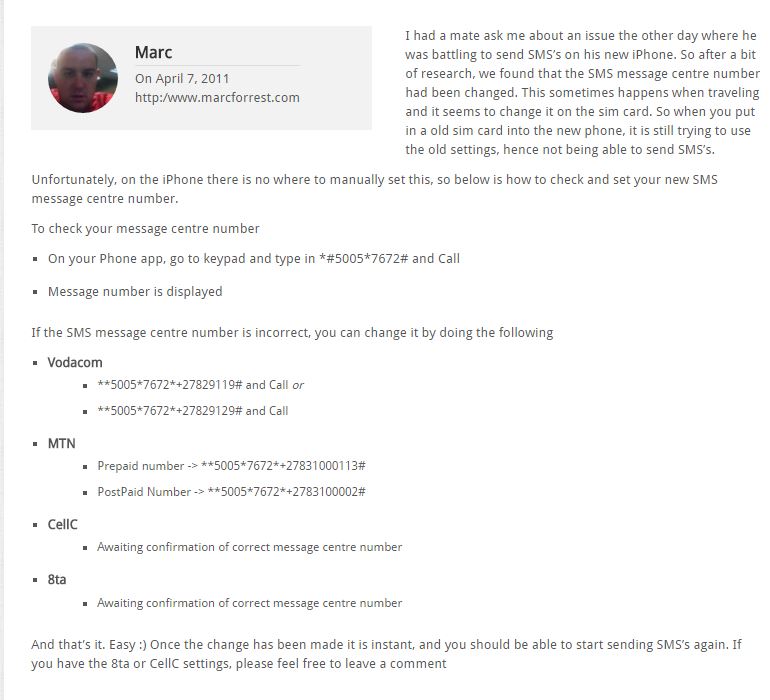 Marc
On April 7, 2011
http:/www.marcforrest.com
I had a mate ask me about an issue the other day where he
was battling to send SMS's on his new iPhone. So after a bit
of research, we found that the SMS message centre number
had been changed. This sometimes happens when traveling
and it seems to change it on the sim card. So when you put
in a old sim card into the new phone, it is still trying to use
the old settings, hence not being able to send SMS's.
Unfortunately, on the iPhone there is no where to manually set this, so below is how to check and set your new SMS
message centre number.
To check your message centre number
▪ On your Phone app, go to keypad and type in *#5005*7672# and Call
▪ Message number is displayed
If the SMS message centre number is incorrect, you can change it by doing the following
▪ Vodacom
▪ **5005*7672*+27829119# and Call or
▪ **5005*7672*+27829129# and Call
▪ MTN
▪ Prepaid number -> **5005*7672*+27831000113#
▪ PostPaid Number -> **5005*7672*+2783100002#
▪ CellC
▪ Awaiting confirmation of correct message centre number
▪ 8ta
▪ Awaiting confirmation of correct message centre number
And that's it. Easy :) Once the change has been made it is instant, and you should be able to start sending SMS's again. If
you have the 8ta or CellC settings, please feel free to leave a comment